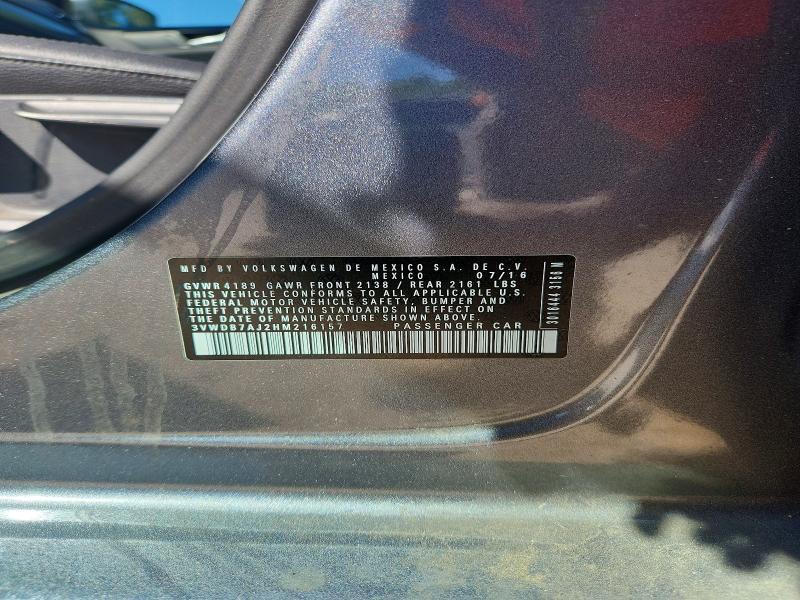 MFD BY VOLKSWAGEN DE MEXICO S.A. DE C.V.
MEXICO 07/16
GVWR 4189 GAWR FRONT 2138 / REAR 2161 LBS
THIS VEHICLE CONFORMS TO ALL APPLICABLE U.S.
FEDERAL MOTOR VEHICLE SAFETY, BUMPER AND
THEFT PREVENTION STANDARDS IN EFFECT ON
THE DATE OF MANUFACTURE SHOWN ABOVE.
3VWDB7AJ2HM216157 PASSENGER CAR
3016444 3158 M